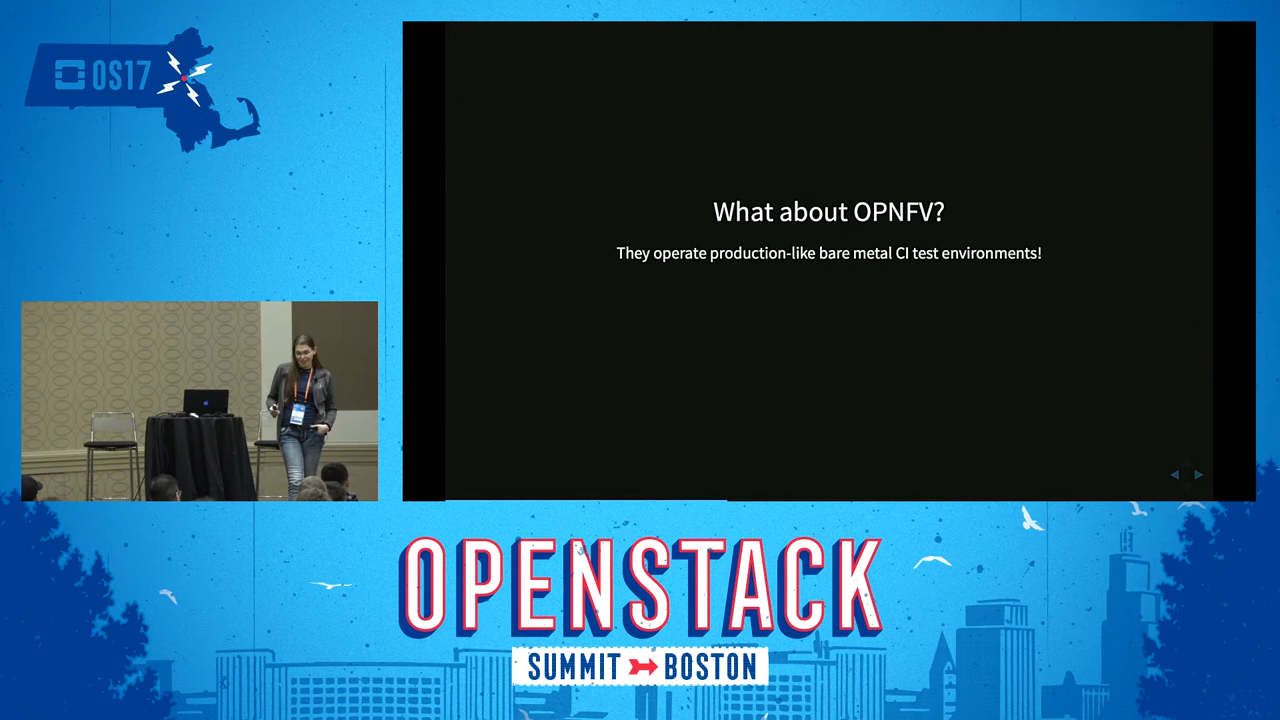 OS17
What about OPNFV?
They operate production-like bare metal CI test environments!
OPENSTACK
SUMMIT BOSTON